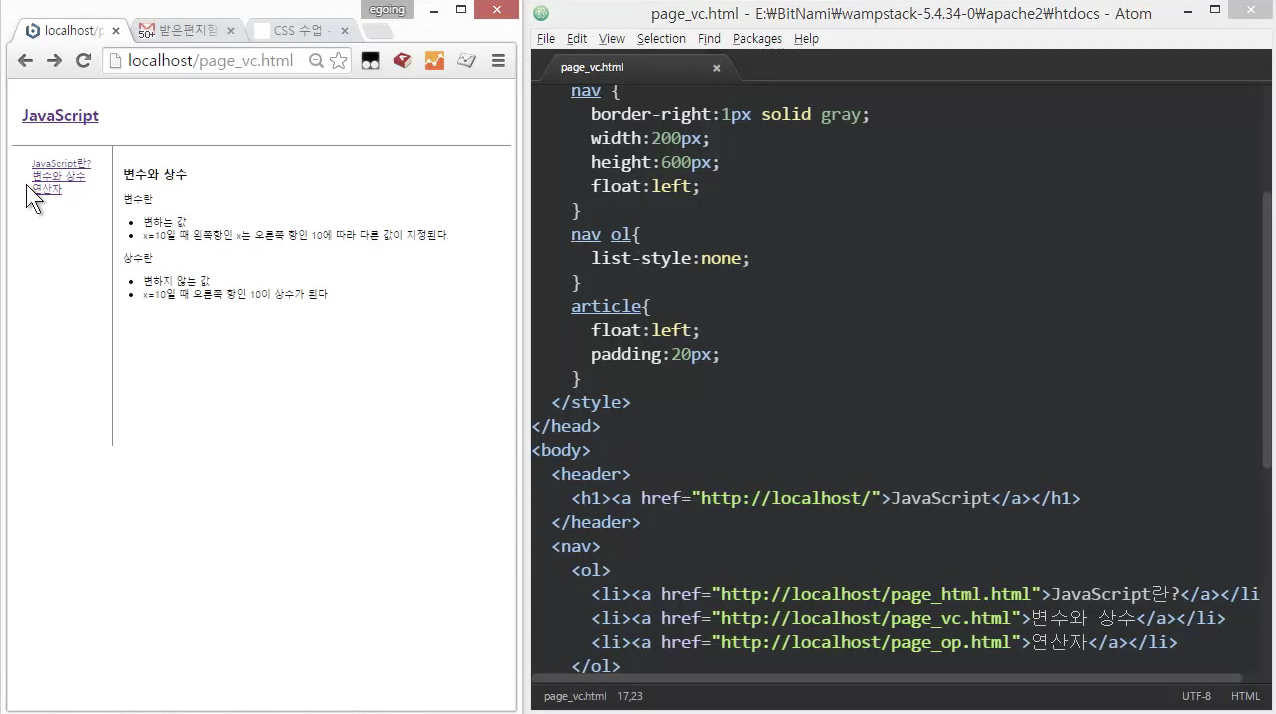 egoing
localhost/p
50+
받은편지함
CSS 수업 -
localhost/page_vc.html
JavaScript
JavaScript란?
변수와 상수
연산자
변수와 상수
변수란
변하는 값
x=10일 때 왼쪽항인 x는 오른쪽 항인 10에 따라 다른 값이 지정된다.
상수란
변하지 않는 값
x=10일 때 오른쪽 항인 10이 상수가 된다
page_vc.html - E:₩BitNami₩wampstack-5.4.34-0₩apache2₩htdocs - Atom
File Edit View Selection Find Packages Help
page_vc.html
nav {
border-right:1px solid gray;
width:200px;
height:600px;
float:left;
}
nav ol{
list-style:none;
}
article{
float:left;
padding:20px;
}
</style>
</head>
<body>
<header>
<h1><a href="http://localhost/">JavaScript</a></h1>
</header>
<nav>
<ol>
<li><a href="http://localhost/page_html.html">JavaScript란?</a></li
<li><a href="http://localhost/page_vc.html">변수와 상수</a></li>
<li><a href="http://localhost/page_op.html">연산자</a></li>
</ol>
page_vc.html 17,23
UTF-8 HTML